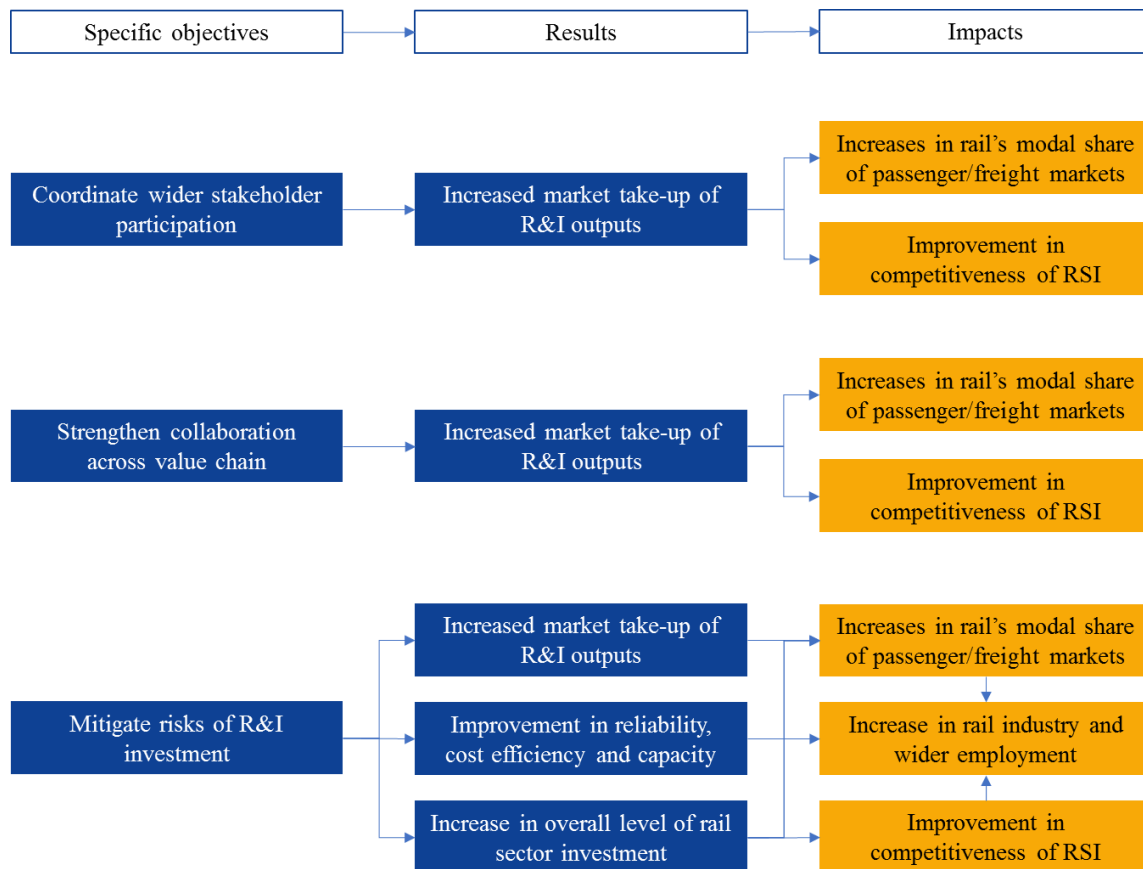 Specific objectives
Results
Impacts
Coordinate wider stakeholder
participation
Increased market take-up of
R&I outputs
Increases in rail’s modal share
of passenger/freight markets
Improvement in
competitiveness of RSI
Strengthen collaboration
across value chain
Increased market take-up of
R&I outputs
Increases in rail’s modal share
of passenger/freight markets
Improvement in
competitiveness of RSI
Mitigate risks of R&I
investment
Increased market take-up of
R&I outputs
Improvement in reliability,
cost efficiency and capacity
Increase in overall level of rail
sector investment
Increases in rail’s modal share
of passenger/freight markets
Increase in rail industry and
wider employment
Improvement in
competitiveness of RSI